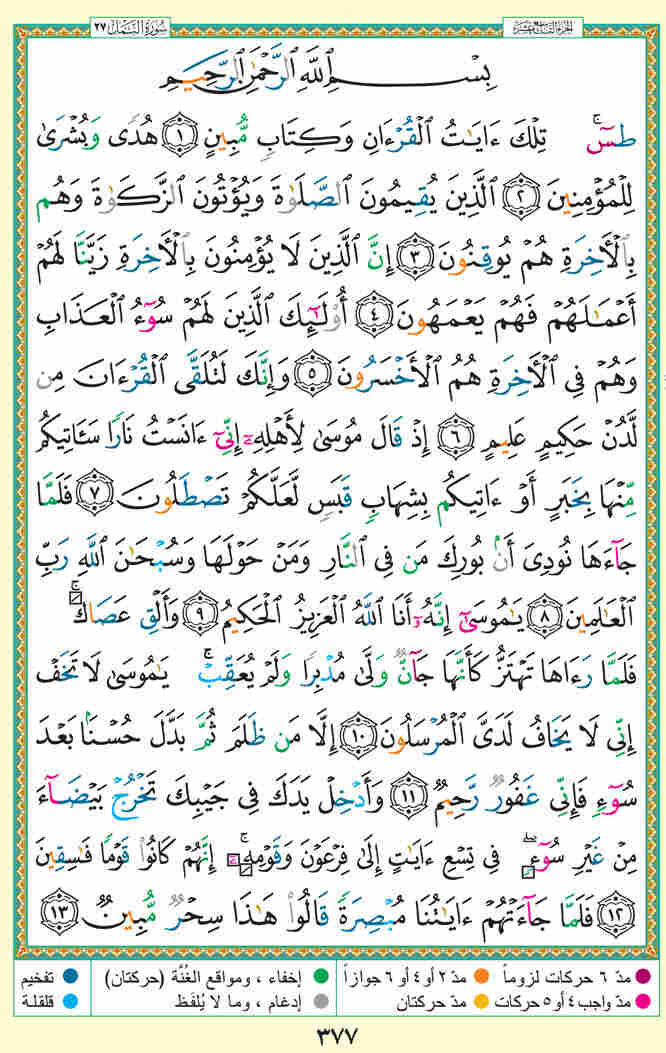 سُورَةُ النَّمْل ٢٧
الجُزْءُ التَّاسِعَ عَشَرَ
بِسْمِ ٱللَّهِ ٱلرَّحْمَٰنِ ٱلرَّحِيمِ
طسٓۚ تِلْكَ ءَايَٰتُ ٱلْقُرْءَانِ وَكِتَابٍ مُّبِينٍ ١ هُدًى وَبُشْرَىٰ
لِلْمُؤْمِنِينَ ٢ ٱلَّذِينَ يُقِيمُونَ ٱلصَّلَوٰةَ وَيُؤْتُونَ ٱلزَّكَوٰةَ وَهُم
بِٱلْأَخِرَةِ هُمْ يُوقِنُونَ ٣ إِنَّ ٱلَّذِينَ لَا يُؤْمِنُونَ بِٱلْأَخِرَةِ زَيَّنَّا لَهُمْ
أَعْمَٰلَهُمْ فَهُمْ يَعْمَهُونَ ٤ أُوْلَٰٓئِكَ ٱلَّذِينَ لَهُمْ سُوٓءُ ٱلْعَذَابِ
وَهُمْ فِى ٱلْأَخِرَةِ هُمُ ٱلْأَخْسَرُونَ ٥ وَإِنَّكَ لَتُلَقَّى ٱلْقُرْءَانَ مِن
لَّدُنْ حَكِيمٍ عَلِيمٍ ٦ إِذْ قَالَ مُوسَىٰ لِأَهْلِهِۦٓ إِنِّىٓ ءَانَسْتُ نَارًا سَـَٔاتِيكُم
مِّنْهَا بِخَبَرٍ أَوْ ءَاتِيكُم بِشِهَابٍ قَبَسٍ لَّعَلَّكُمْ تَصْطَلُونَ ٧ فَلَمَّا
جَآءَهَا نُودِىَ أَنۢ بُورِكَ مَن فِى ٱلنَّارِ وَمَنْ حَوْلَهَا وَسُبْحَٰنَ ٱللَّهِ رَبِّ
ٱلْعَٰلَمِينَ ٨ يَٰمُوسَىٰٓ إِنَّهُۥٓ أَنَا ٱللَّهُ ٱلْعَزِيزُ ٱلْحَكِيمُ ٩ وَأَلْقِ عَصَاكَۚ
فَلَمَّا رَءَاهَا تَهْتَزُّ كَأَنَّهَا جَآنٌّ وَلَّىٰ مُدْبِرًا وَلَمْ يُعَقِّبْۚ يَٰمُوسَىٰ لَا تَخَفْ
إِنِّى لَا يَخَافُ لَدَىَّ ٱلْمُرْسَلُونَ ١٠ إِلَّا مَن ظَلَمَ ثُمَّ بَدَّلَ حُسْنًۢا بَعْدَ
سُوٓءٍ فَإِنِّى غَفُورٌ رَّحِيمٌ ١١ وَأَدْخِلْ يَدَكَ فِى جَيْبِكَ تَخْرُجْ بَيْضَآءَ
مِنْ غَيْرِ سُوٓءٍۖ فِى تِسْعِ ءَايَٰتٍ إِلَىٰ فِرْعَوْنَ وَقَوْمِهِۦٓۚ إِنَّهُمْ كَانُوا۟ قَوْمًا فَٰسِقِينَ
١٢ فَلَمَّا جَآءَتْهُمْ ءَايَٰتُنَا مُبْصِرَةً قَالُوا۟ هَٰذَا سِحْرٌ مُّبِينٌ ١٣
مدّ ٦ حركات لزوماً مدّ ٢ أو ٤ أو ٦ جوازاً إخفاء ، ومواقع الغُنَّة (حركتان) تفخيم
مدّ واجب ٤ أو ٥ حركات مدّ حركتان إدغام ، وما لا يُلفَظ قلقلة
٣٧٧